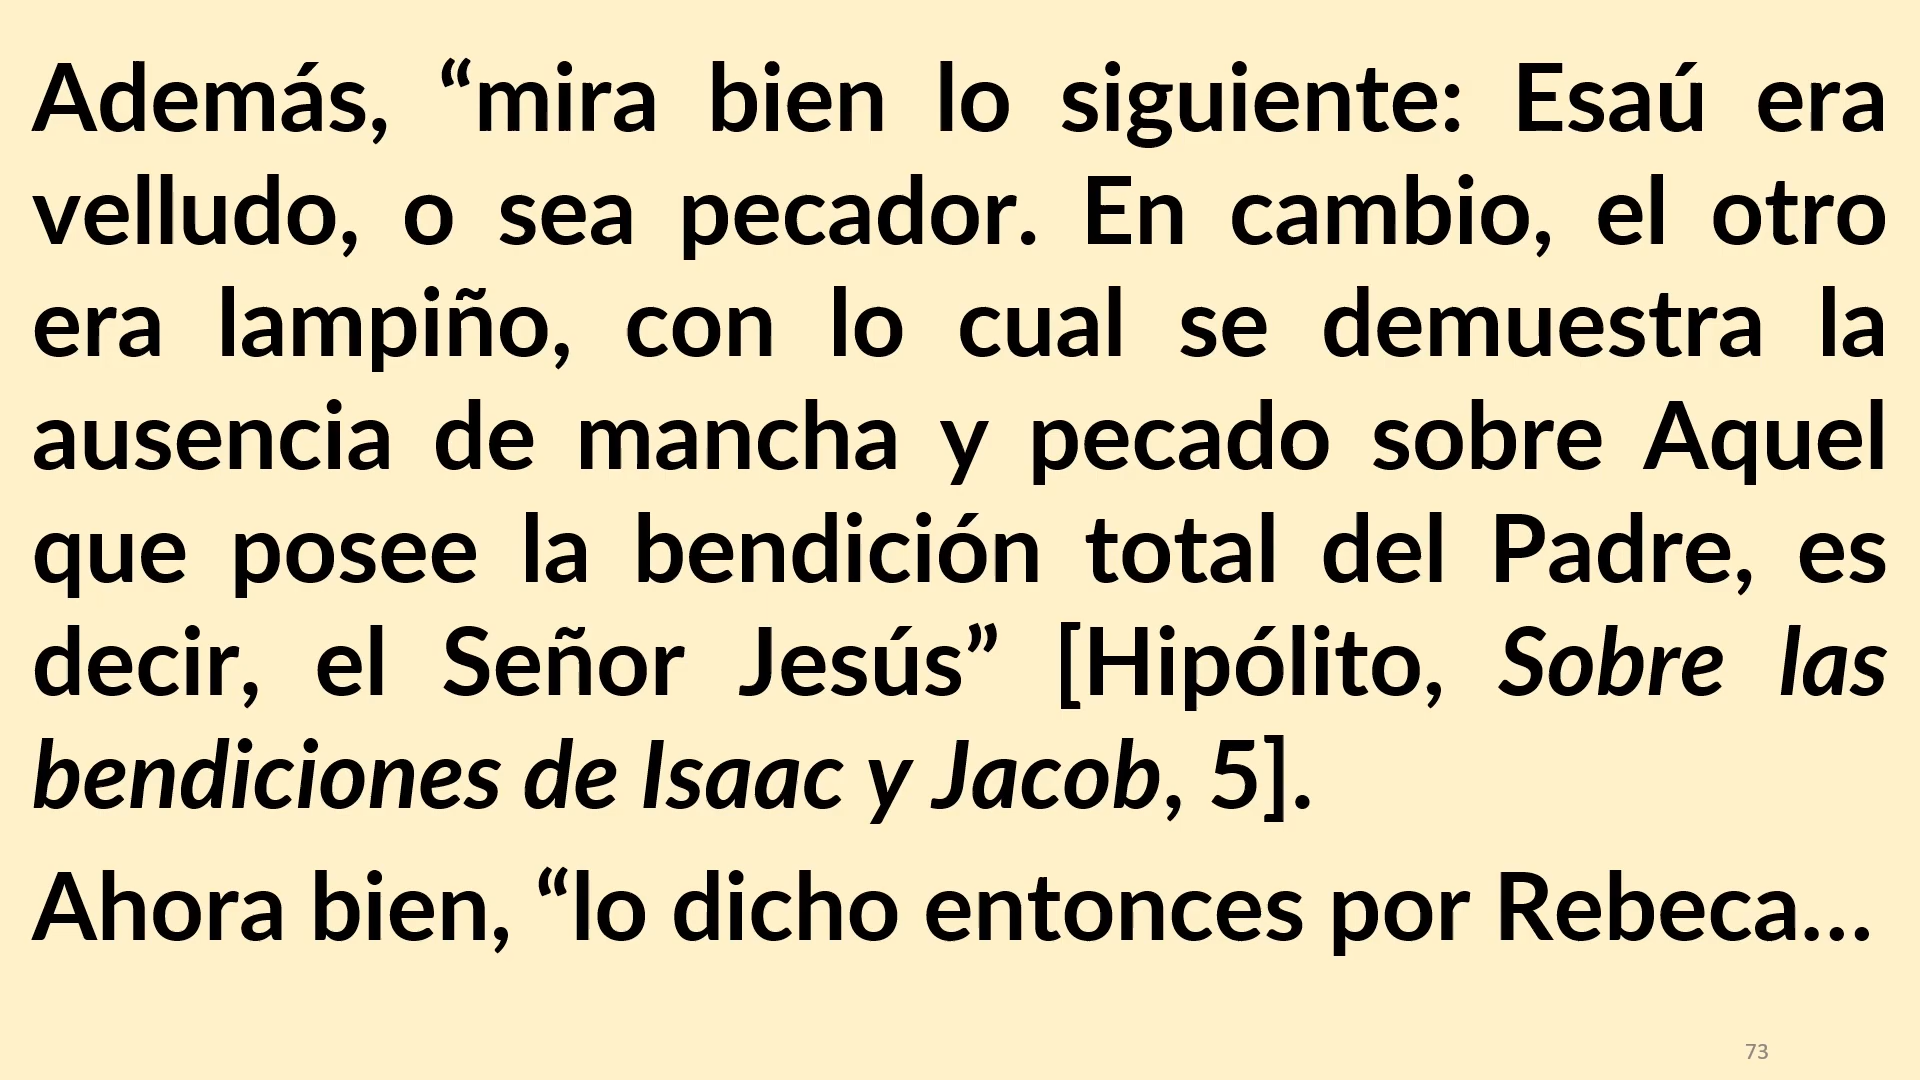 Además, “mira bien lo siguiente: Esaú era
velludo, o sea pecador. En cambio, el otro
era lampiño, con lo cual se demuestra la
ausencia de mancha y pecado sobre Aquel
que posee la bendición total del Padre, es
decir, el Señor Jesús” [Hipólito, Sobre las
bendiciones de Isaac y Jacob, 5].
Ahora bien, “lo dicho entonces por Rebeca…
73